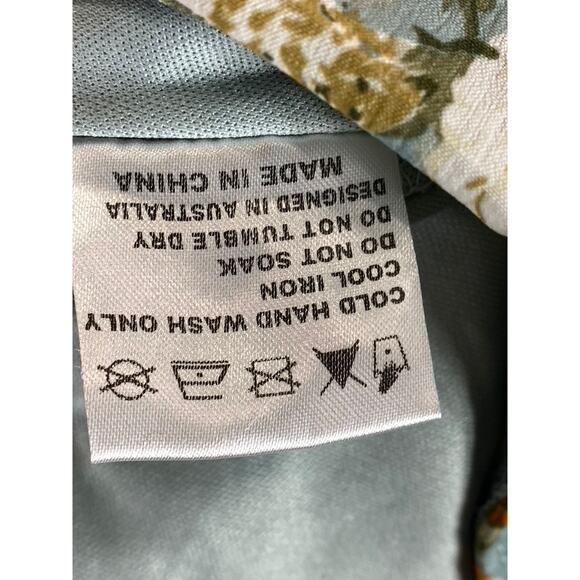 COLD HAND WASH ONLY
COOL IRON
DO NOT SOAK
DO NOT TUMBLE DRY
DESIGNED IN AUSTRALIA
MADE IN CHINA